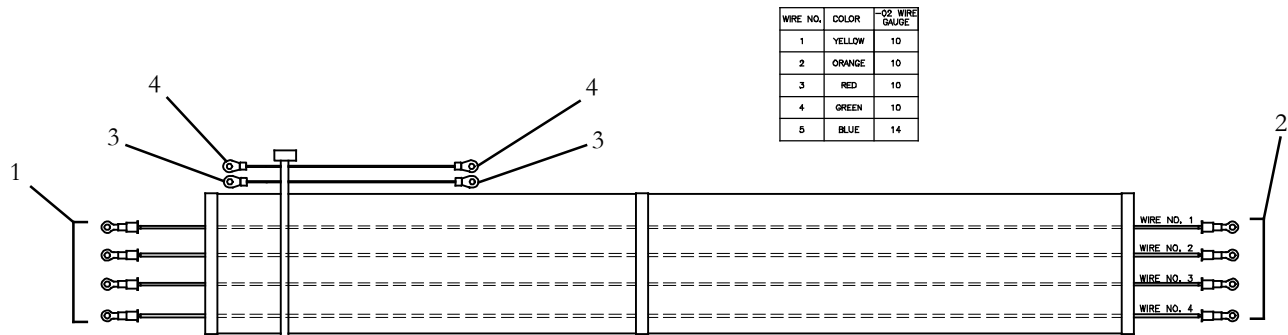 WIRE NO. COLOR -02 WIRE GAUGE
1 YELLOW 10
2 ORANGE 10
3 RED 10
4 GREEN 10
5 BLUE 14
4 4
3 3
1 2
WIRE NO. 1
WIRE NO. 2
WIRE NO. 3
WIRE NO. 4